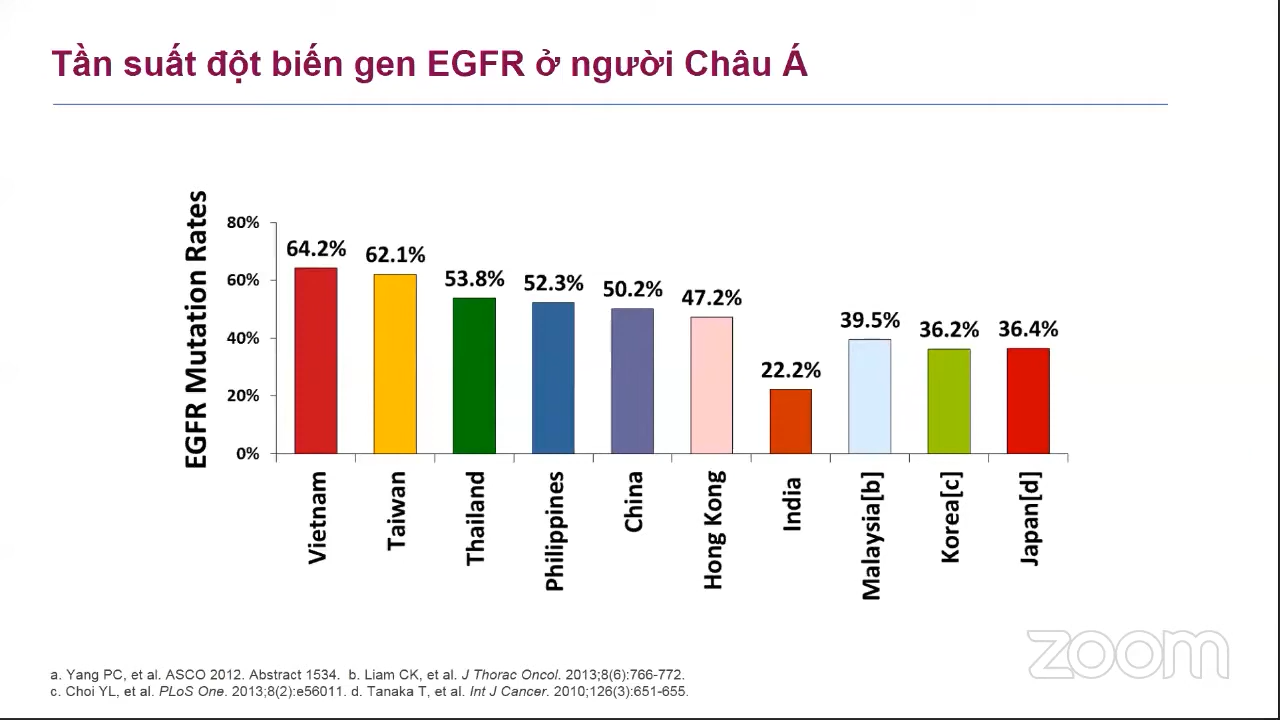 Tần suất đột biến gen EGFR ở người Châu Á
EGFR Mutation Rates
80%
60%
40%
20%
0%
64.2%
62.1%
53.8%
52.3%
50.2%
47.2%
22.2%
39.5%
36.2%
36.4%
Vietnam
Taiwan
Thailand
Philippines
China
Hong Kong
India
Malaysia[b]
Korea[c]
Japan[d]
zoom
a. Yang PC, et al. ASCO 2012. Abstract 1534. b. Liam CK, et al. J Thorac Oncol. 2013;8(6):766-772.
c. Choi YL, et al. PLoS One. 2013;8(2):e56011. d. Tanaka T, et al. Int J Cancer. 2010;126(3):651-655.